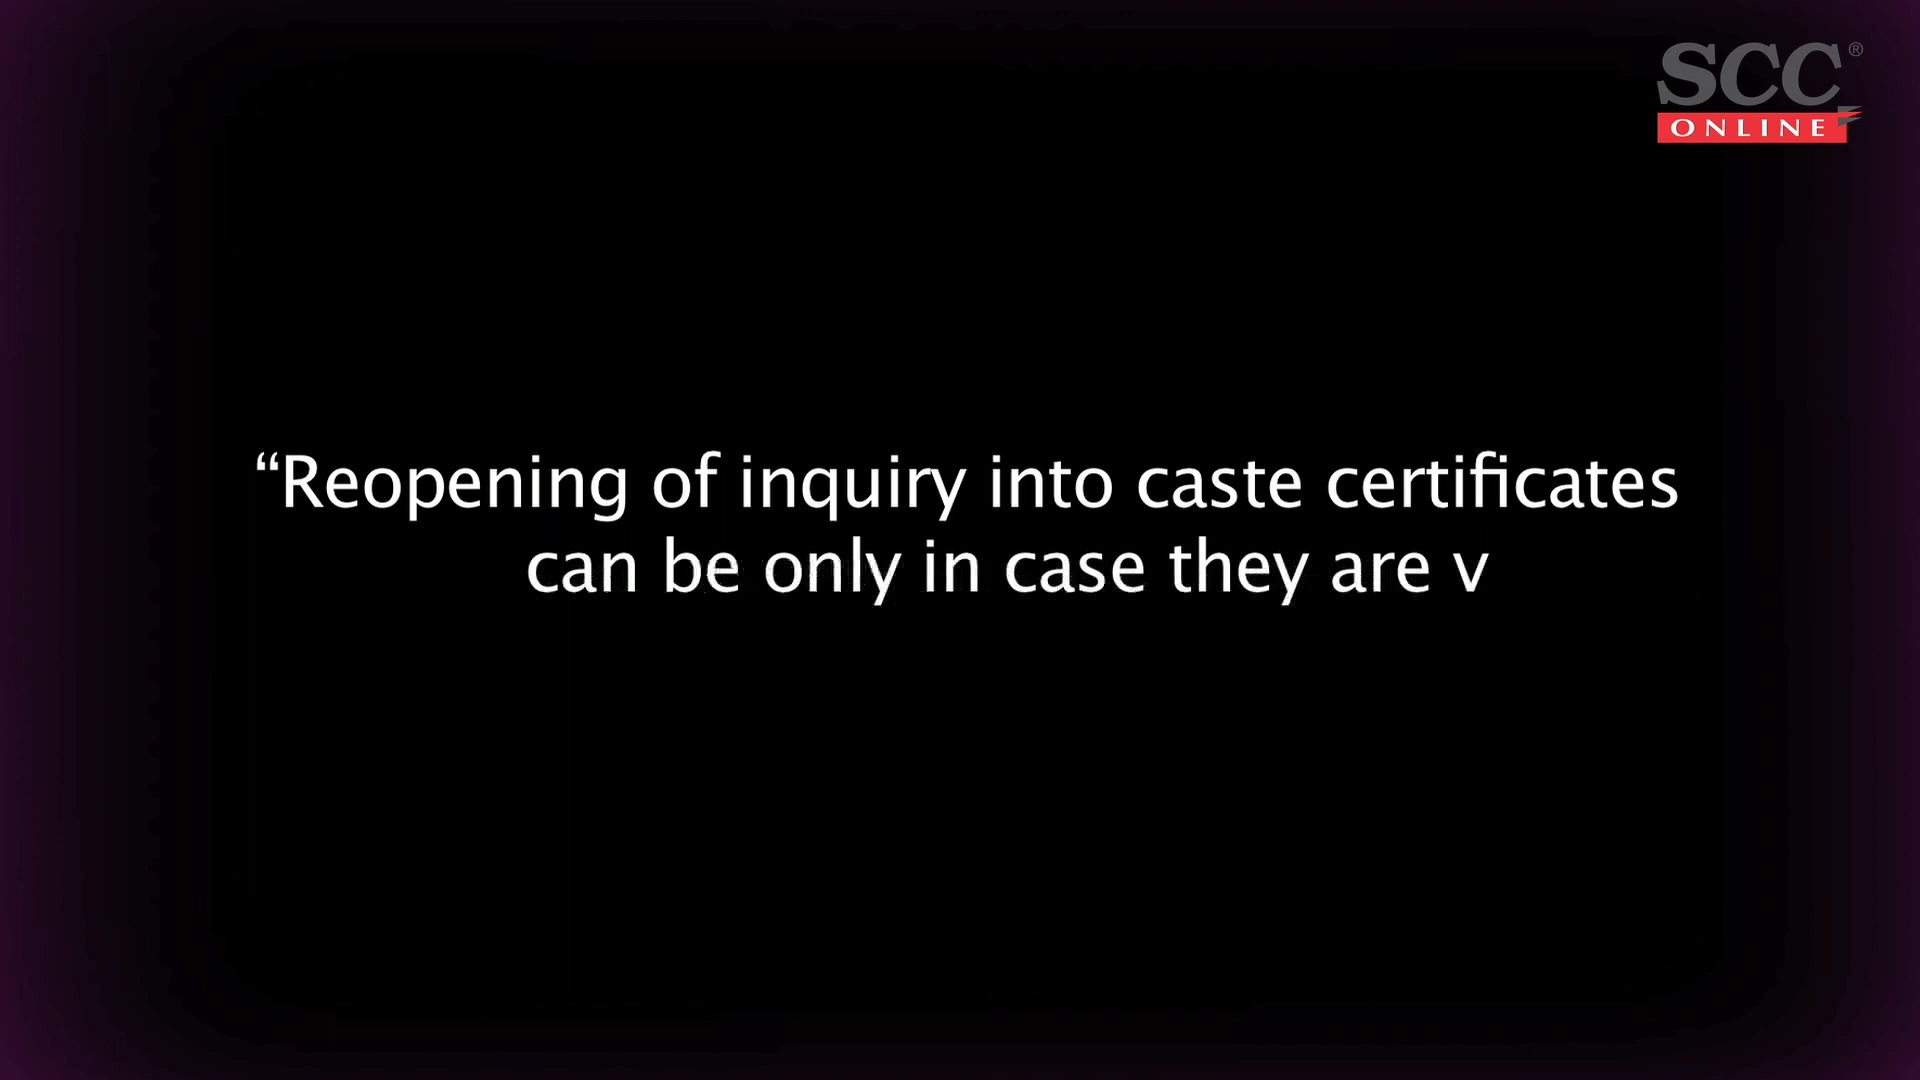 SCC®
ONLINE
“Reopening of inquiry into caste certificates
can be only in case they are v